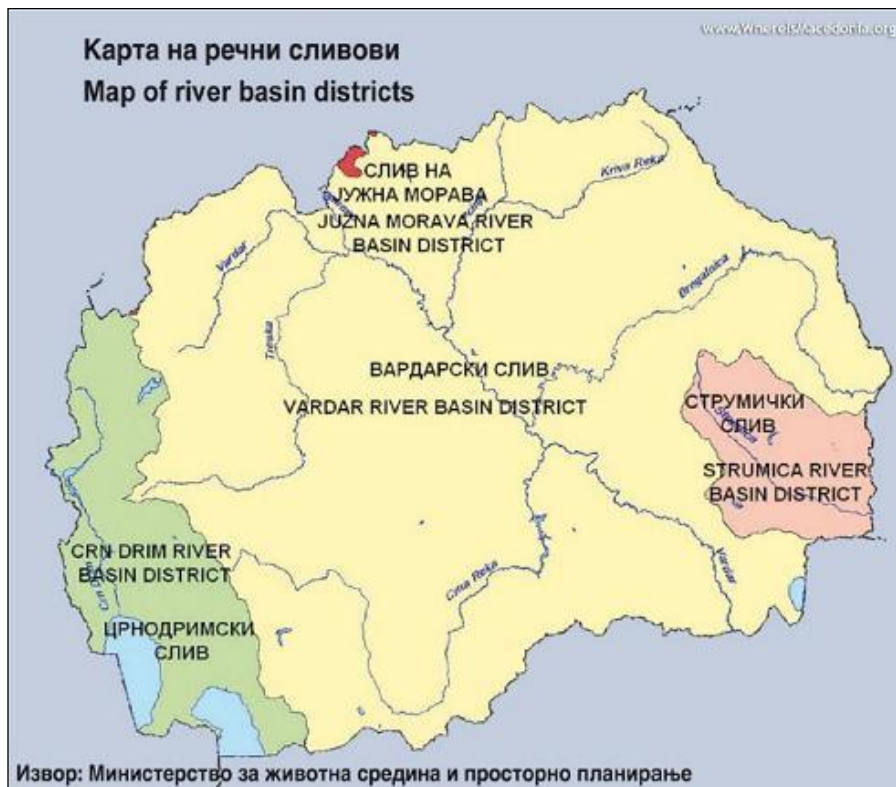 www.WhereIsMacedonia.org
Карта на речни сливови
Map of river basin districts
СЛИВ НА
ЈУЖНА МОРАВА
JUZNA MORAVA RIVER
BASIN DISTRICT
Kriva Reka
Vardar
Treska
Bregalnica
ВАРДАРСКИ СЛИВ
VARDAR RIVER BASIN DISTRICT
СТРУМИЧКИ
СЛИВ
STRUMICA RIVER
BASIN DISTRICT
CRN DRIM RIVER
BASIN DISTRICT
Crna Reka
Vardar
ЦРНОДРИМСКИ
СЛИВ
Извор: Министерство за животна средина и просторно планирање